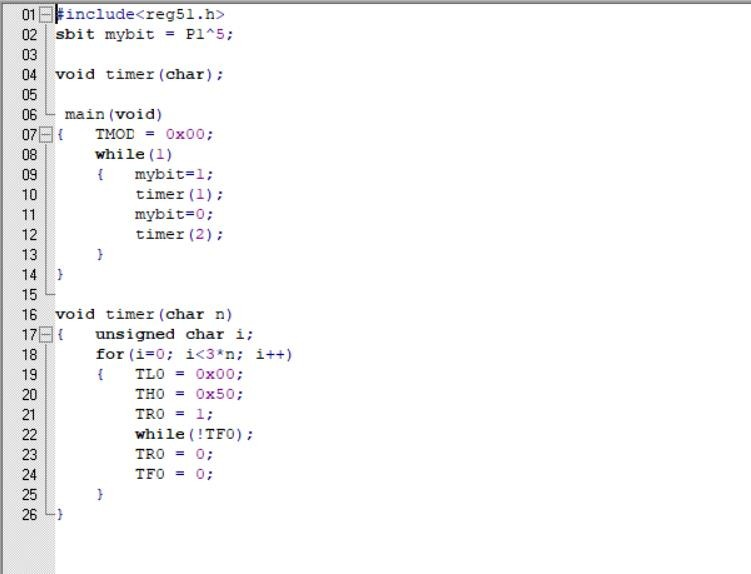 01 #include<reg51.h>
02 sbit mybit = P1^5;
03
04 void timer(char);
05
06 main(void)
07 { TMOD = 0x00;
08 while(1)
09 { mybit=1;
10 timer(1);
11 mybit=0;
12 timer(2);
13 }
14 }
15
16 void timer(char n)
17 { unsigned char i;
18 for(i=0; i<3*n; i++)
19 { TL0 = 0x00;
20 TH0 = 0x50;
21 TR0 = 1;
22 while(!TF0);
23 TR0 = 0;
24 TF0 = 0;
25 }
26 }